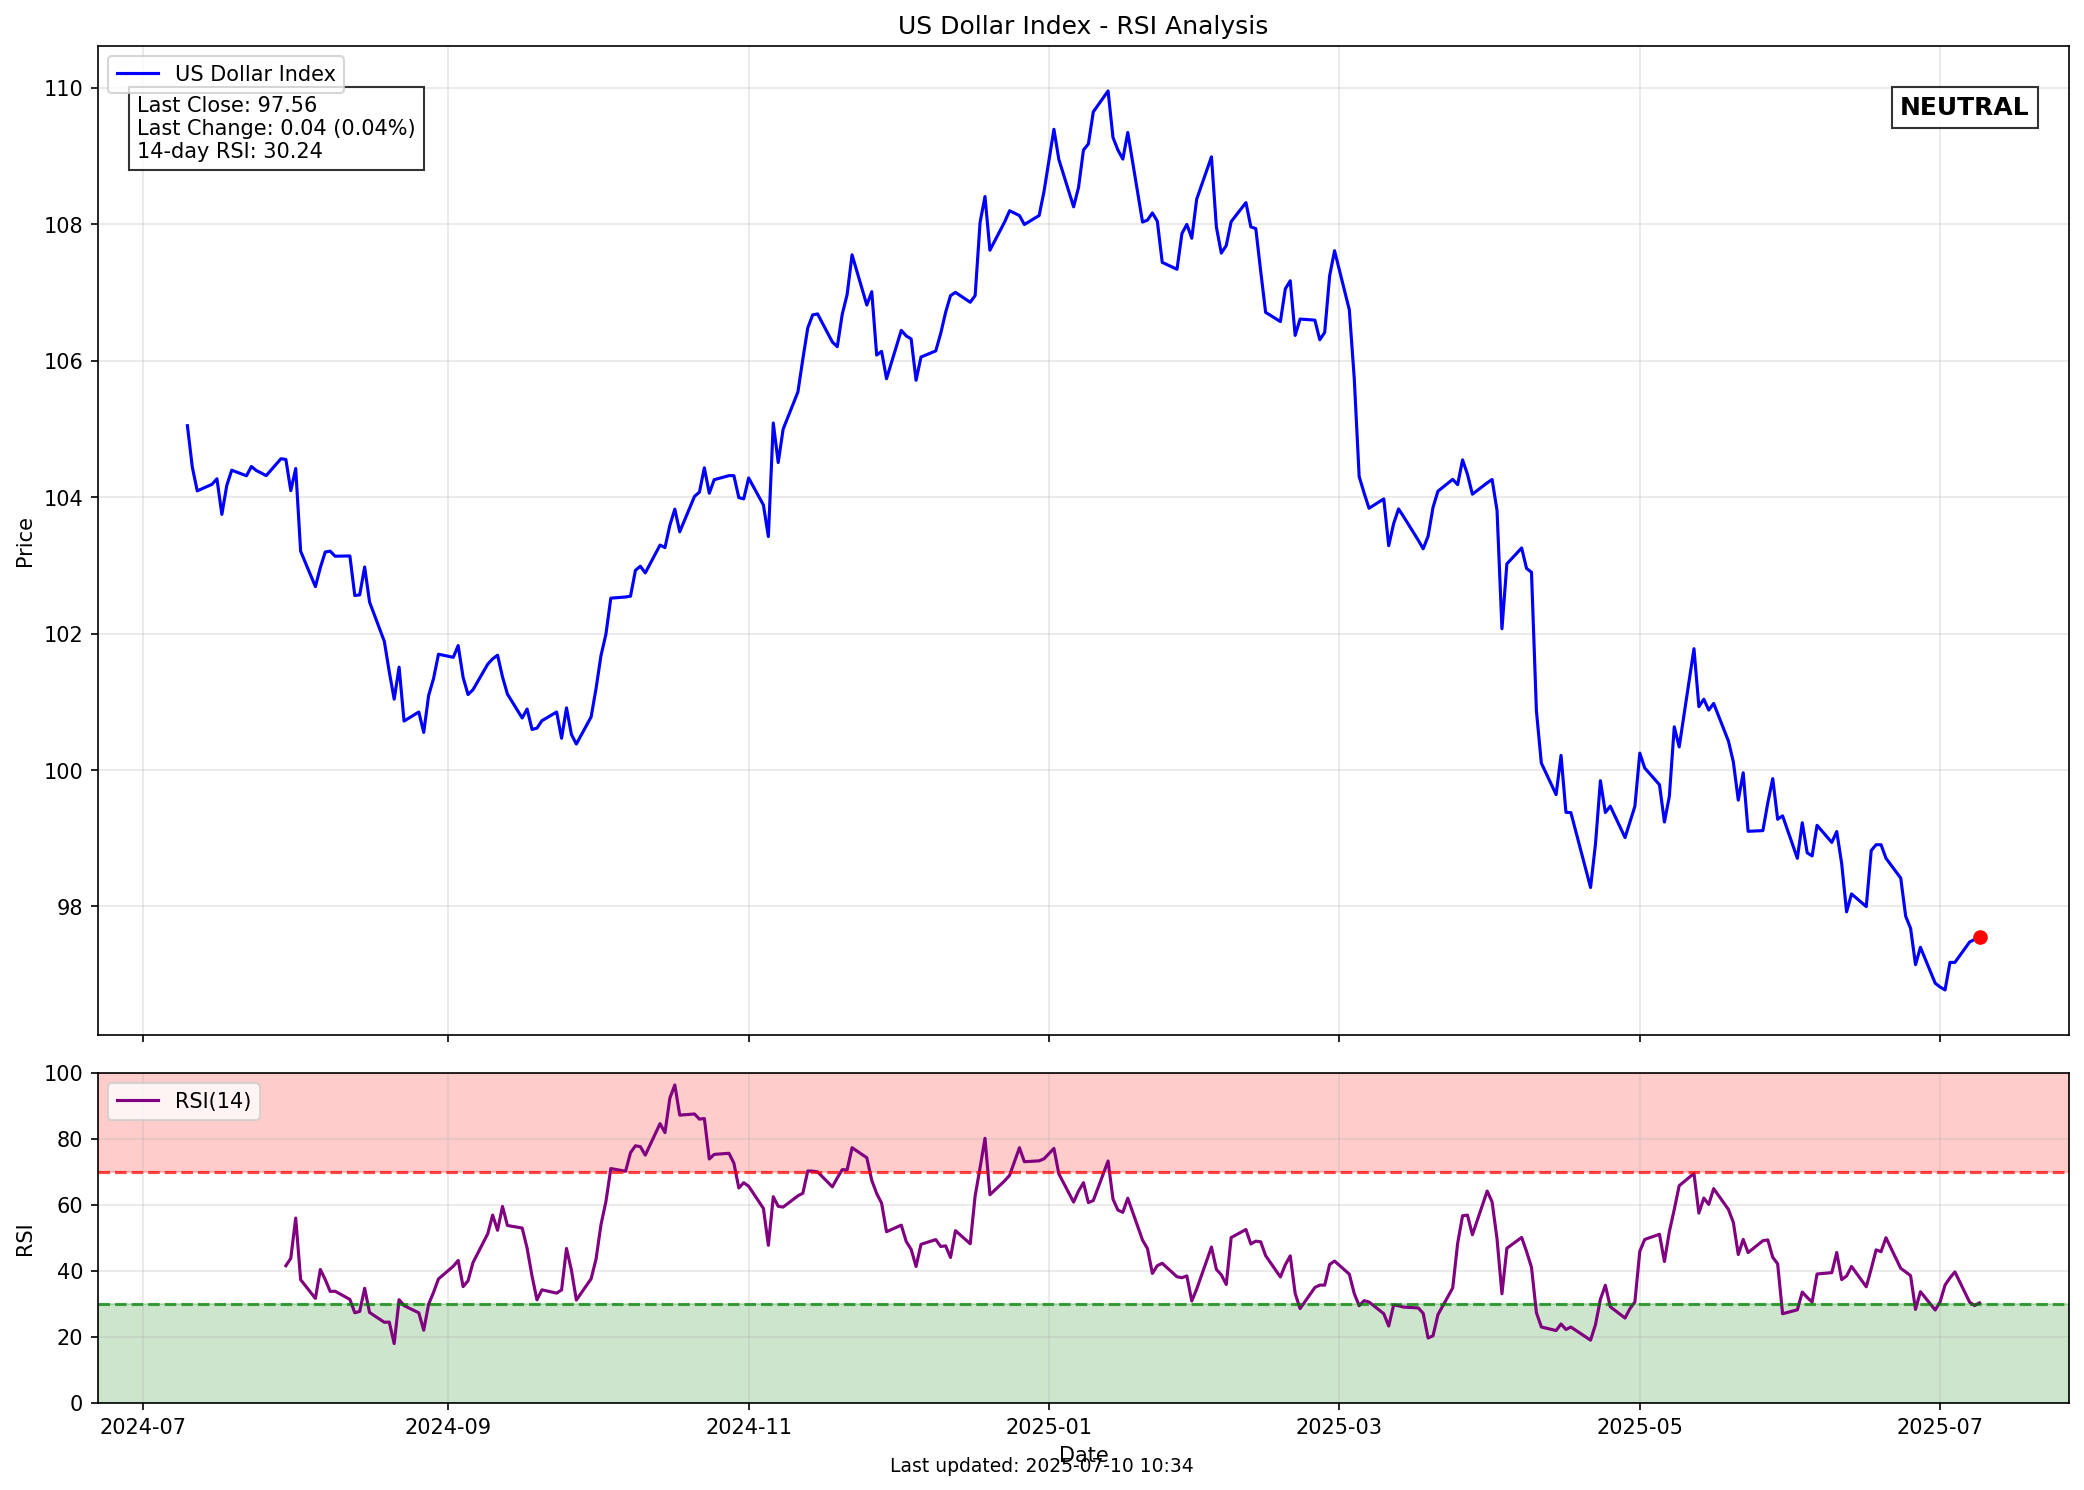 US Dollar Index - RSI Analysis
US Dollar Index
Last Close: 97.56
Last Change: 0.04 (0.04%)
14-day RSI: 30.24
NEUTRAL
110
108
106
104
102
100
98
Price
RSI(14)
100
80
60
40
20
0
RSI
2024-07 2024-09 2024-11 2025-01 2025-03 2025-05 2025-07
Date
Last updated: 2025-07-10 10:34